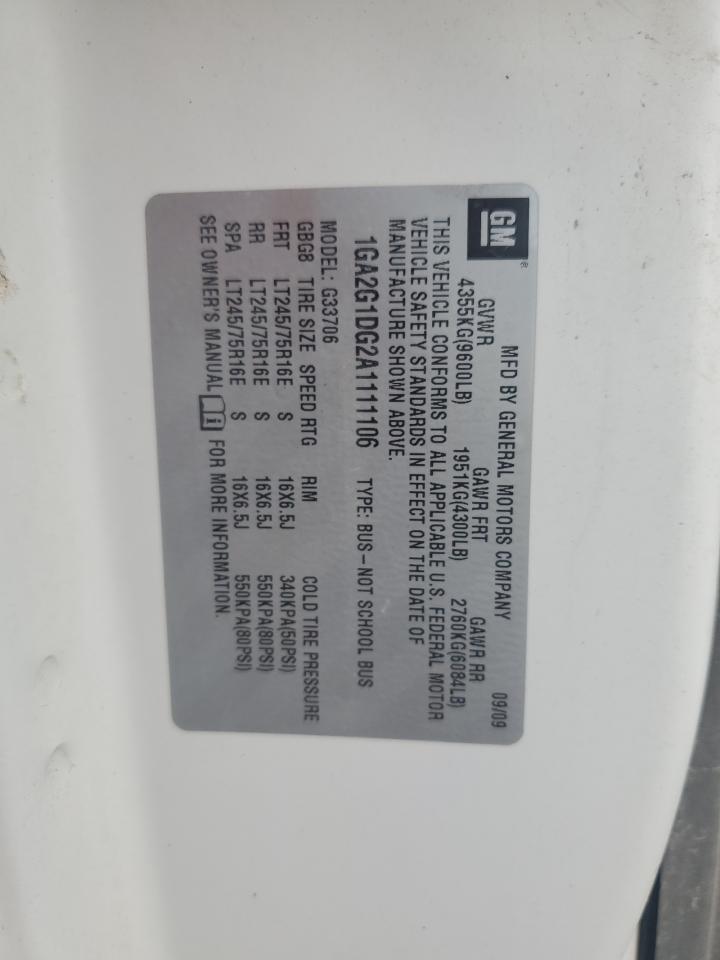 GM®
MFD BY GENERAL MOTORS COMPANY 09/09
GVWR GAWR FRT GAWR RR
4355KG(9600LB) 1951KG(4300LB) 2760KG(6084LB)
THIS VEHICLE CONFORMS TO ALL APPLICABLE U.S. FEDERAL MOTOR
VEHICLE SAFETY STANDARDS IN EFFECT ON THE DATE OF
MANUFACTURE SHOWN ABOVE.
1GA2G1DG2A1111106 TYPE: BUS-NOT SCHOOL BUS
MODEL: G33706
GBG8 TIRE SIZE SPEED RTG RIM COLD TIRE PRESSURE
FRT LT245/75R16E S 16X6.5J 340KPA(50PSI)
RR LT245/75R16E S 16X6.5J 550KPA(80PSI)
SPA LT245/75R16E S 16X6.5J 550KPA(80PSI)
SEE OWNER'S MANUAL i FOR MORE INFORMATION.